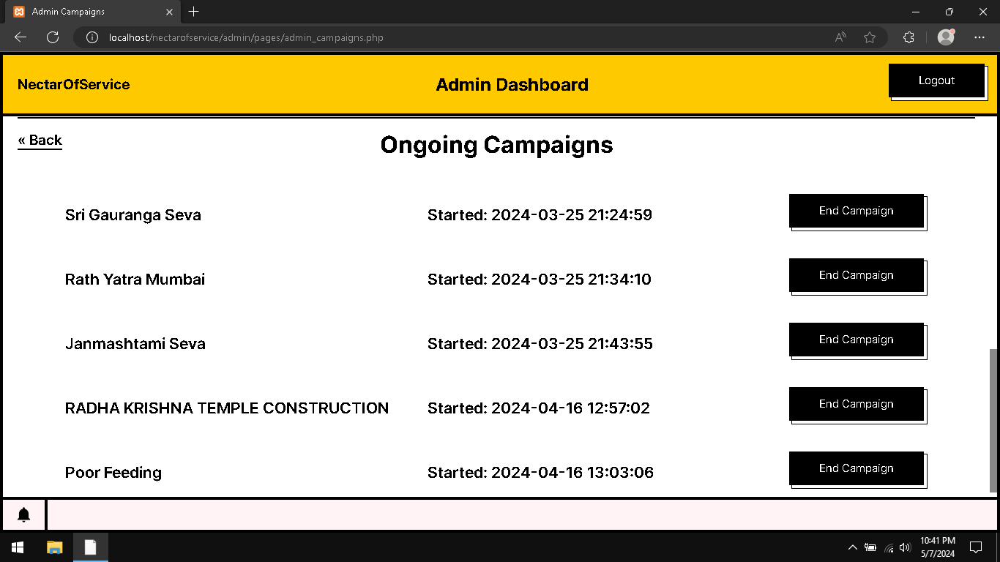 Admin Campaigns
localhost/nectarofservice/admin/pages/admin_campaigns.php
NectarOfService
Admin Dashboard
Logout
« Back
Ongoing Campaigns
Sri Gauranga Seva Started: 2024-03-25 21:24:59 End Campaign
Rath Yatra Mumbai Started: 2024-03-25 21:34:10 End Campaign
Janmashtami Seva Started: 2024-03-25 21:43:55 End Campaign
RADHA KRISHNA TEMPLE CONSTRUCTION Started: 2024-04-16 12:57:02 End Campaign
Poor Feeding Started: 2024-04-16 13:03:06 End Campaign
10:41 PM
5/7/2024